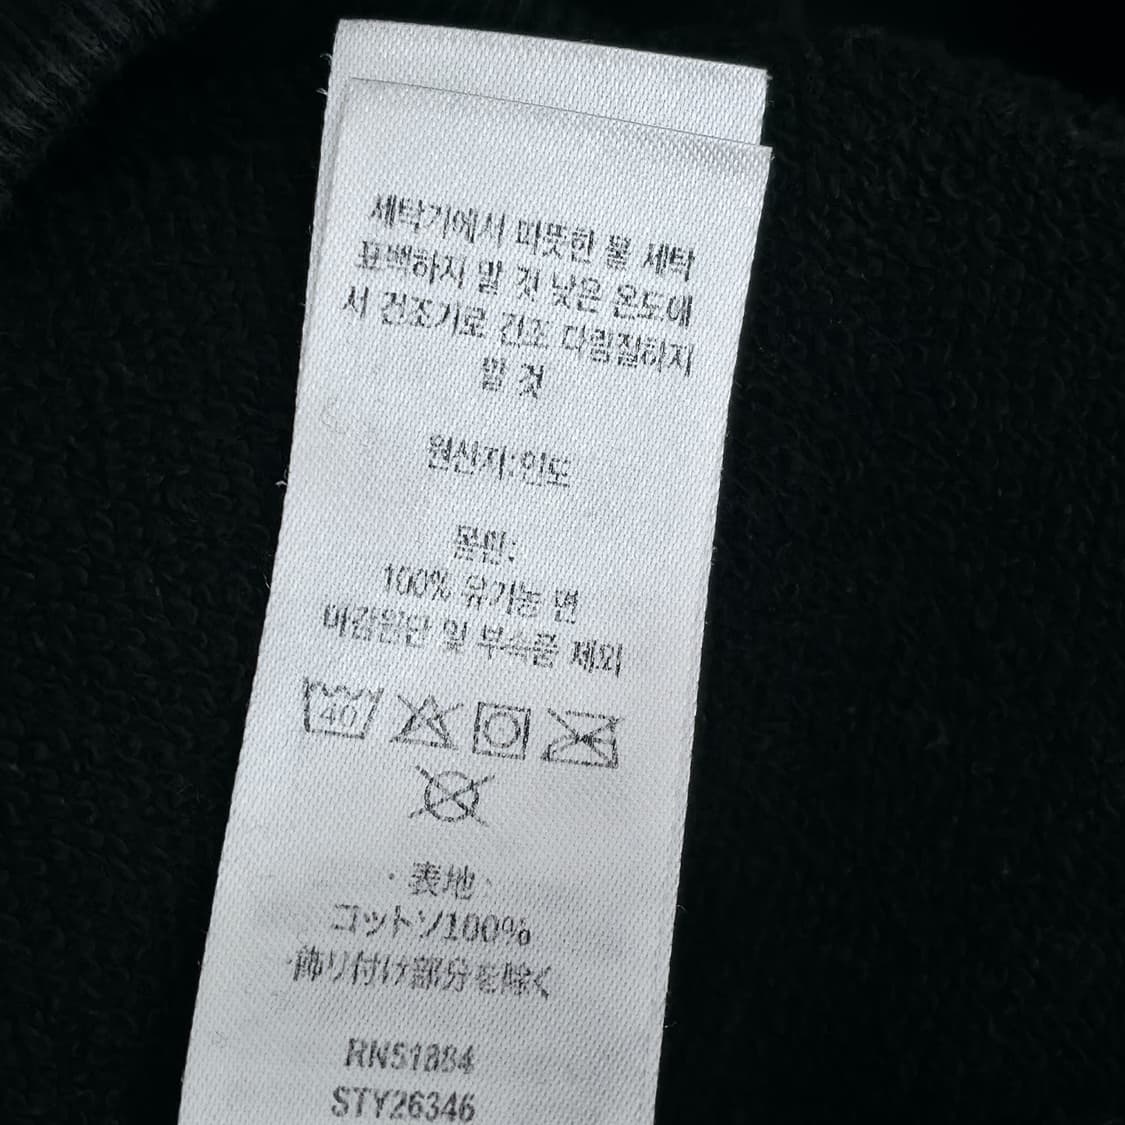 세탁기에서 따뜻한 물 세탁
표백하지 말 것 낮은 온도에
서 건조기로 건조 다림질하지
말 것
원산지:인도
몸판:
100% 유기농 면
마감원단 및 부속품 제외
40
・表地・
コットン100%
・飾り付け部分を除く
RN51884
STY26346